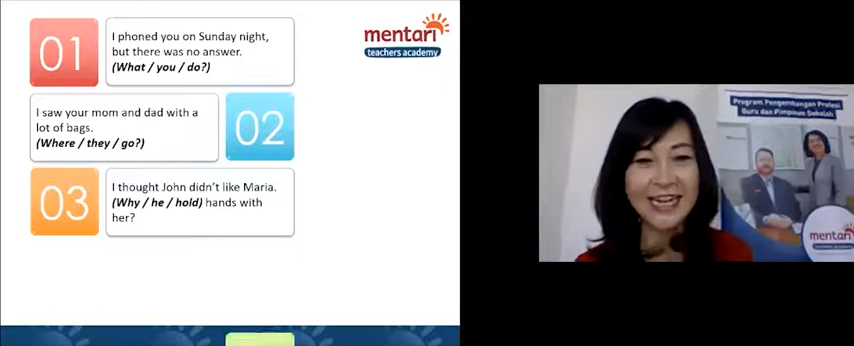 01
I phoned you on Sunday night,
but there was no answer.
(What / you / do?)
I saw your mom and dad with a
lot of bags.
(Where / they / go?)
02
03
I thought John didn't like Maria.
(Why / he / hold) hands with
her?
mentari
teachers academy
Program Pengembangan Profesi
Guru dan Pimpinan Sekolah
mentari
teachers academy